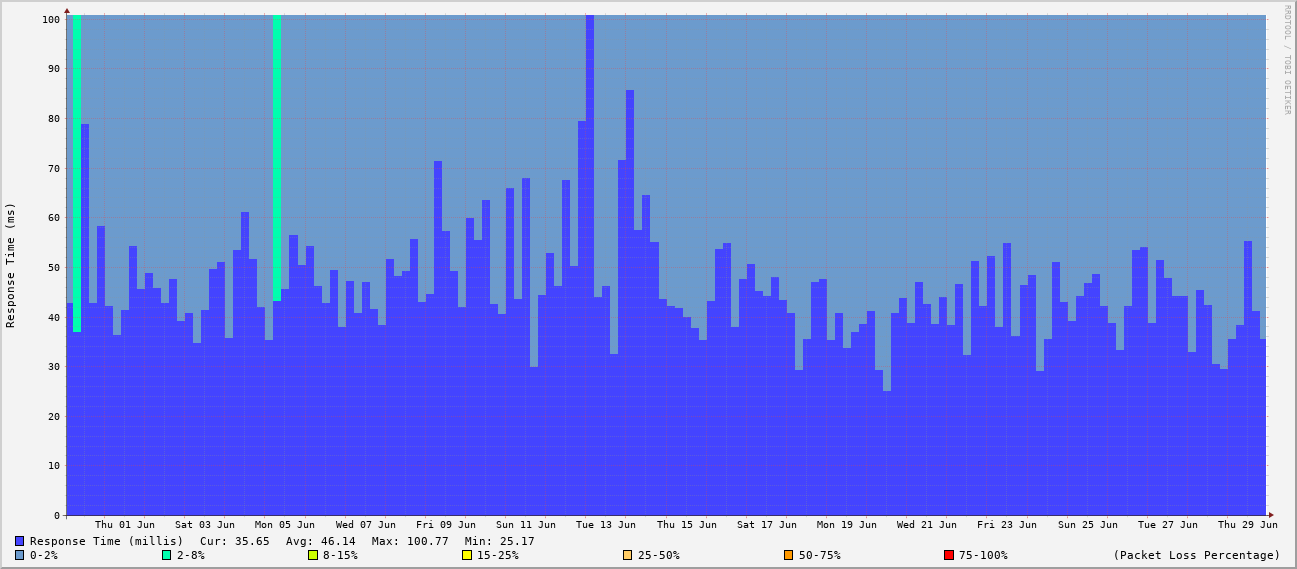 RRDTOOL / TOBI OETIKER
Response Time (ms)
100
90
80
70
60
50
40
30
20
10
0
Thu 01 Jun Sat 03 Jun Mon 05 Jun Wed 07 Jun Fri 09 Jun Sun 11 Jun Tue 13 Jun Thu 15 Jun Sat 17 Jun Mon 19 Jun Wed 21 Jun Fri 23 Jun Sun 25 Jun Tue 27 Jun Thu 29 Jun
Response Time (millis) Cur: 35.65 Avg: 46.14 Max: 100.77 Min: 25.17
0-2% 2-8% 8-15% 15-25% 25-50% 50-75% 75-100% (Packet Loss Percentage)